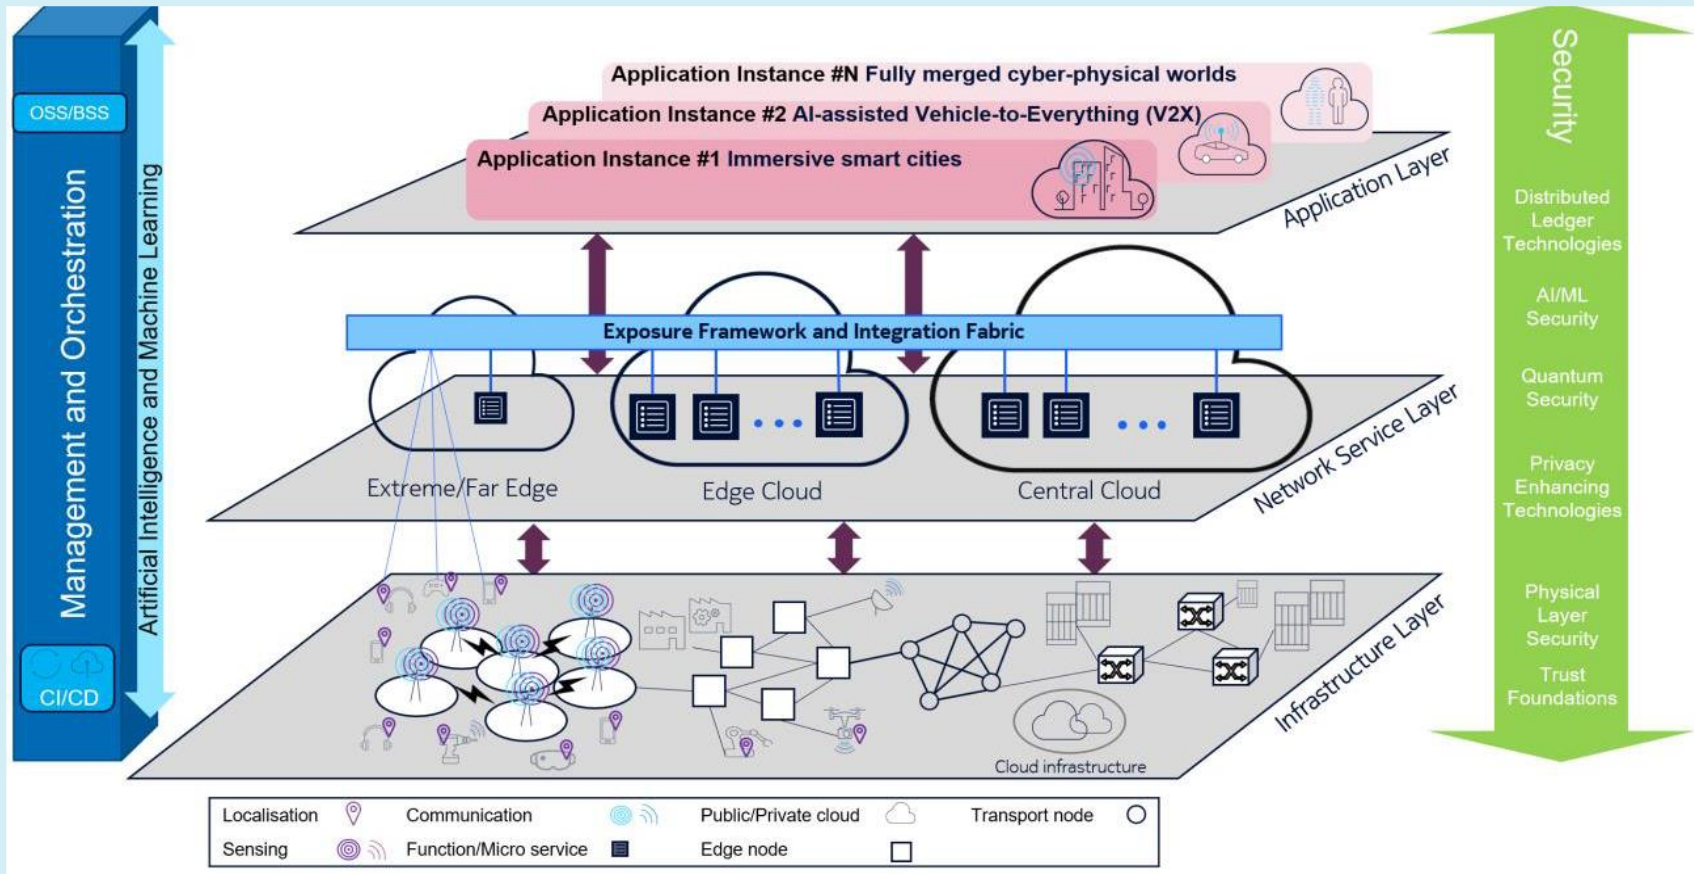 OSS/BSS
Management and Orchestration
CI/CD
Artificial Intelligence and Machine Learning
Application Instance #N Fully merged cyber-physical worlds
Application Instance #2 AI-assisted Vehicle-to-Everything (V2X)
Application Instance #1 Immersive smart cities
Application Layer
Exposure Framework and Integration Fabric
Extreme/Far Edge
Edge Cloud
Central Cloud
Network Service Layer
Cloud infrastructure
Infrastructure Layer
Security
Distributed
Ledger
Technologies
AI/ML
Security
Quantum
Security
Privacy
Enhancing
Technologies
Physical
Layer
Security
Trust
Foundations
Localisation
Communication
Public/Private cloud
Transport node
Sensing
Function/Micro service
Edge node